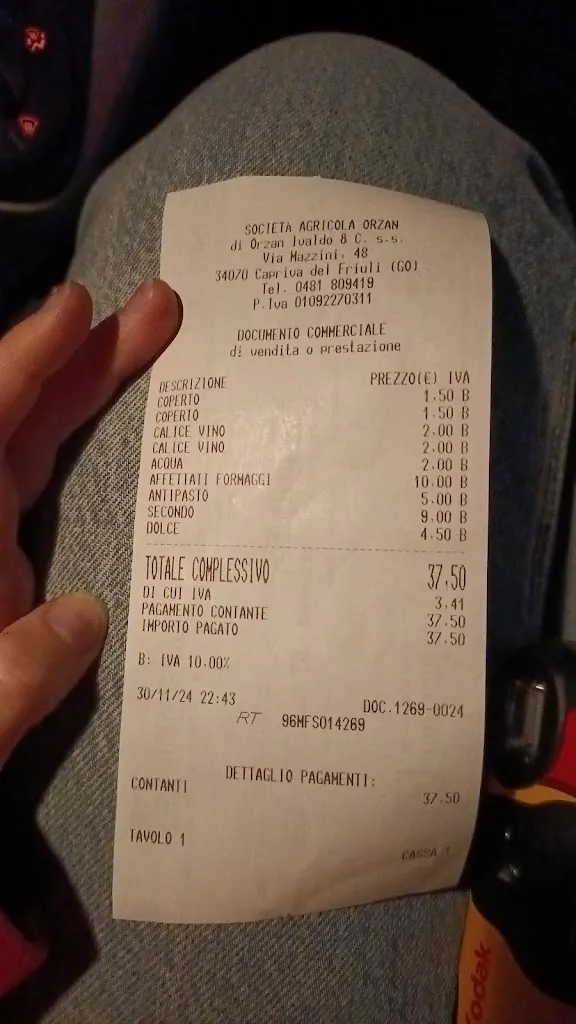 SOCIETÀ AGRICOLA ORZAN
di Orzan Ivaldo & C. s.s.
Via Mazzini, 48
34070 Capriva del Friuli (GO)
Tel. 0481 809419
P.Iva 01092270311
DOCUMENTO COMMERCIALE
di vendita o prestazione
DESCRIZIONE PREZZO(€) IVA
COPERTO 1.50 B
COPERTO 1.50 B
CALICE VINO 2.00 B
CALICE VINO 2.00 B
ACQUA 2.00 B
AFFETTATI FORMAGGI 10.00 B
ANTIPASTO 5.00 B
SECONDO 9.00 B
DOLCE 4.50 B
TOTALE COMPLESSIVO 37,50
DI CUI IVA 3.41
PAGAMENTO CONTANTE 37.50
IMPORTO PAGATO 37.50
B: IVA 10.00%
30/11/24 22:43 DOC.1269-0024
RT 96MFS014269
DETTAGLIO PAGAMENTI:
CONTANTI 37.50
TAVOLO 1
CASSA 1
Kodak